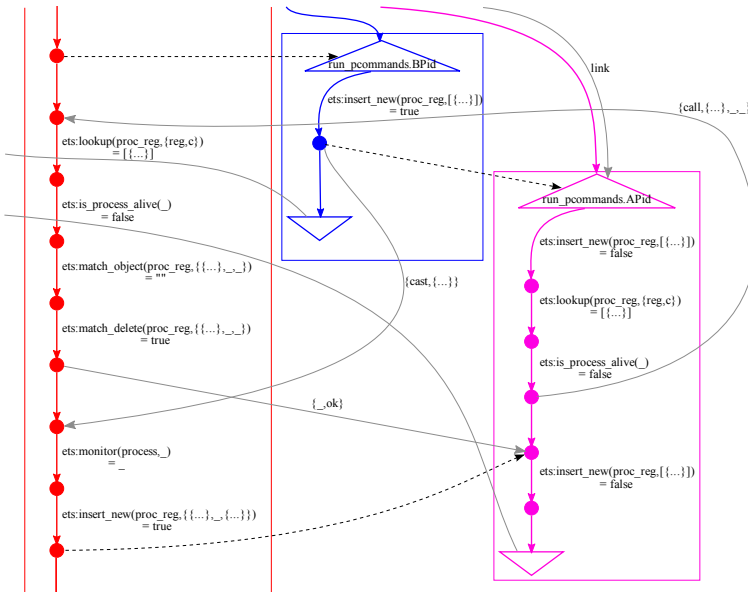 run_pcommands.BPid
link
ets:insert_new(proc_reg,[{...}])
= true
{call,{...},_,_}
ets:lookup(proc_reg,{reg,c})
= [{...}]
ets:is_process_alive(_)
= false
run_pcommands.APid
ets:insert_new(proc_reg,[{...}])
= false
ets:match_object(proc_reg,{{...},_,_})
= ""
{cast,{...}}
ets:lookup(proc_reg,{reg,c})
= [{...}]
ets:match_delete(proc_reg,{{...},_,_})
= true
ets:is_process_alive(_)
= false
{_,ok}
ets:monitor(process,_)
= _
ets:insert_new(proc_reg,[{...}])
= false
ets:insert_new(proc_reg,{{...},_,{...}})
= true